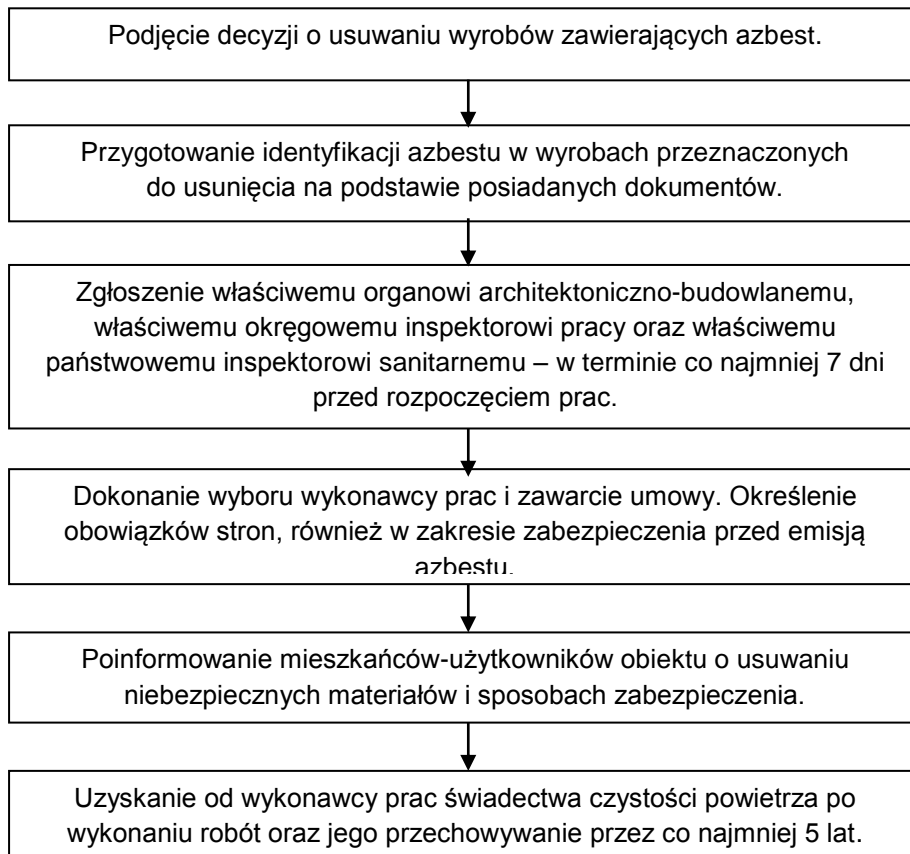 Podjęcie decyzji o usuwaniu wyrobów zawierających azbest.
Przygotowanie identyfikacji azbestu w wyrobach przeznaczonych
do usunięcia na podstawie posiadanych dokumentów.
Zgłoszenie właściwemu organowi architektoniczno-budowlanemu,
właściwemu okręgowemu inspektorowi pracy oraz właściwemu
państwowemu inspektorowi sanitarnemu – w terminie co najmniej 7 dni
przed rozpoczęciem prac.
Dokonanie wyboru wykonawcy prac i zawarcie umowy. Określenie
obowiązków stron, również w zakresie zabezpieczenia przed emisją
azbestu.
Poinformowanie mieszkańców-użytkowników obiektu o usuwaniu
niebezpiecznych materiałów i sposobach zabezpieczenia.
Uzyskanie od wykonawcy prac świadectwa czystości powietrza po
wykonaniu robót oraz jego przechowywanie przez co najmniej 5 lat.